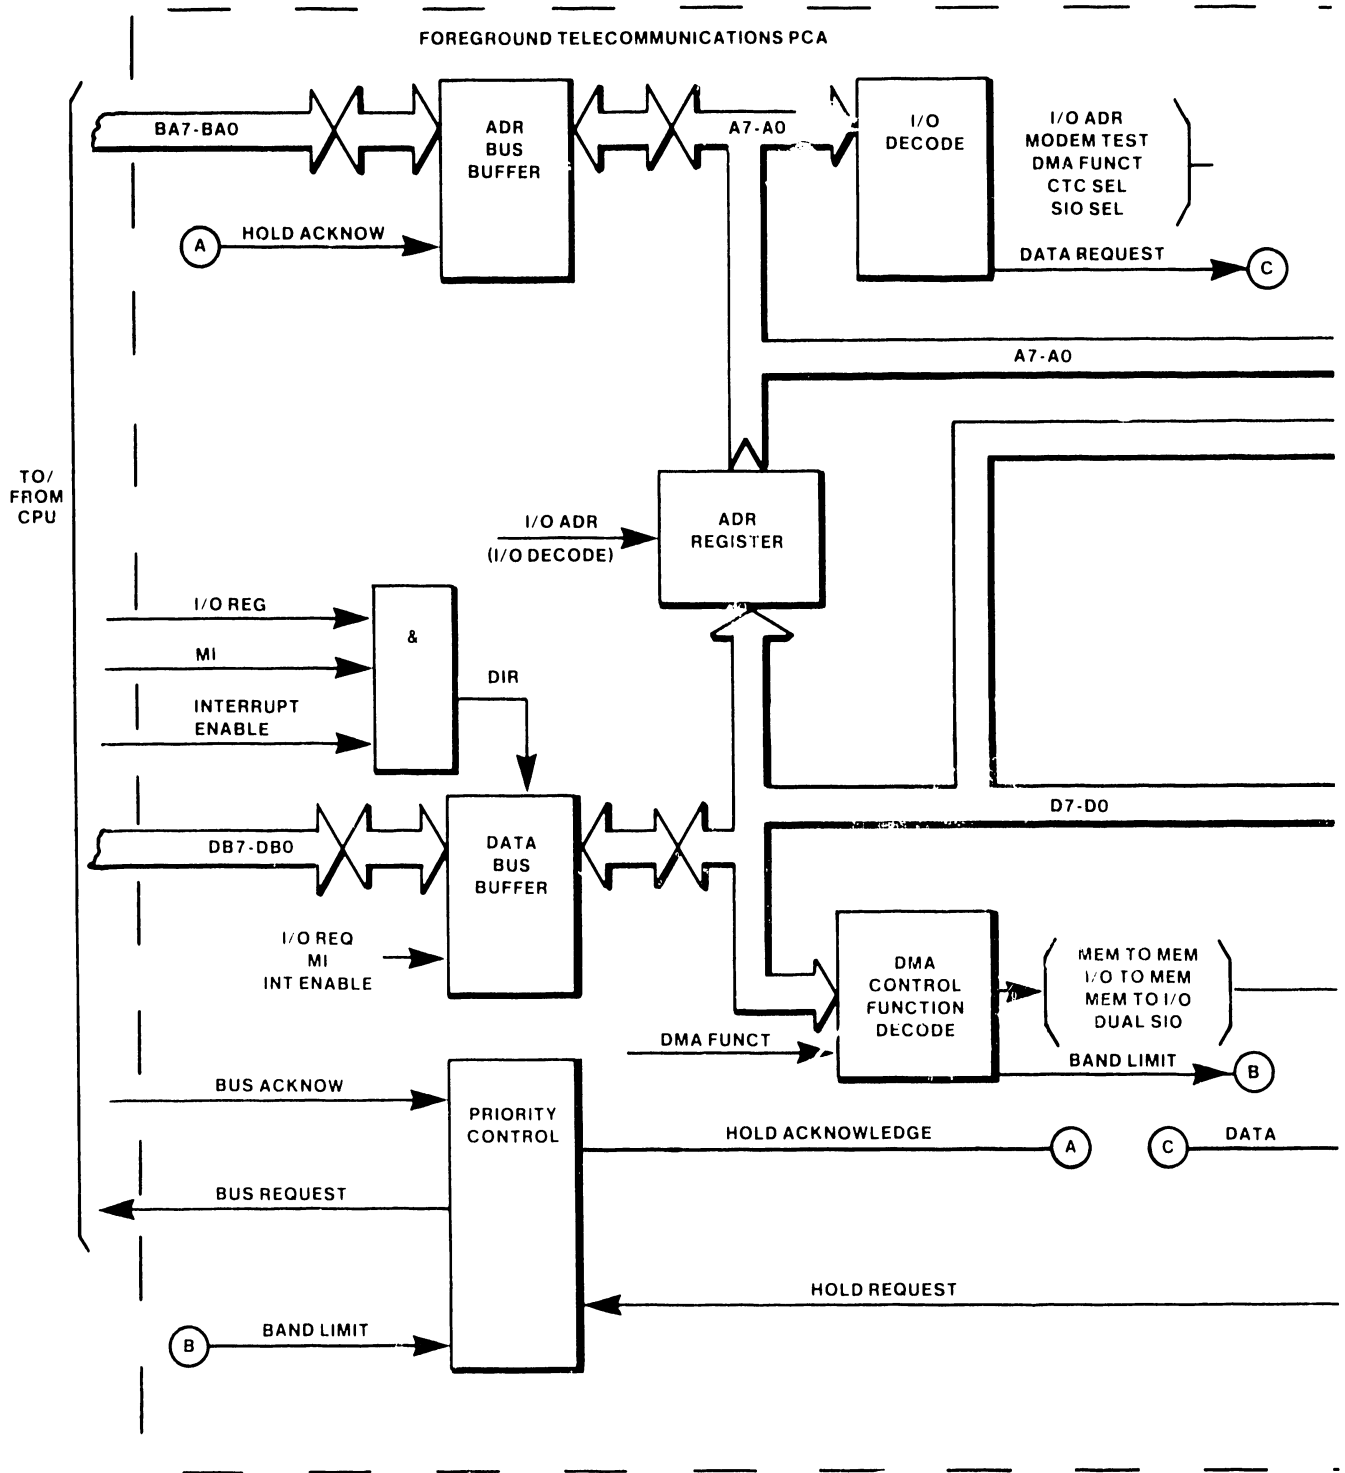 FOREGROUND TELECOMMUNICATIONS PCA
BA7-BA0
ADR
BUS
BUFFER
A7-A0
I/O
DECODE
I/O ADR
MODEM TEST
DMA FUNCT
CTC SEL
SIO SEL
A
HOLD ACKNOW
DATA REQUEST
C
A7-A0
TO/
FROM
CPU
I/O ADR
(I/O DECODE)
ADR
REGISTER
I/O REG
MI
INTERRUPT
ENABLE
&
DIR
DB7-DB0
DATA
BUS
BUFFER
D7-D0
I/O REQ
MI
INT ENABLE
DMA
CONTROL
FUNCTION
DECODE
MEM TO MEM
I/O TO MEM
MEM TO I/O
DUAL SIO
DMA FUNCT
BAND LIMIT
B
BUS ACKNOW
PRIORITY
CONTROL
HOLD ACKNOWLEDGE
A
C
DATA
BUS REQUEST
HOLD REQUEST
B
BAND LIMIT